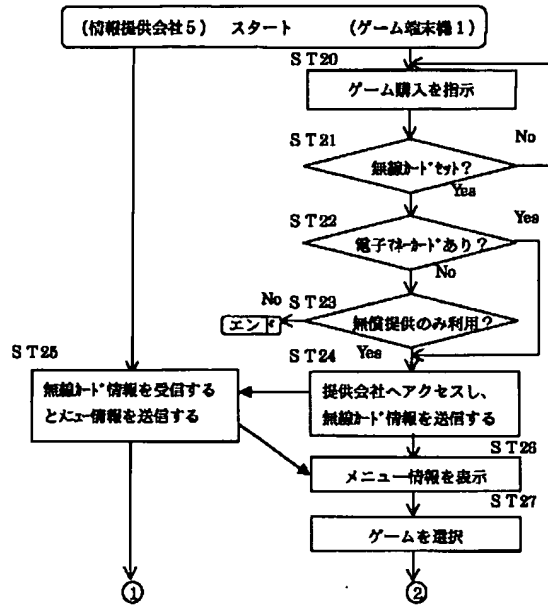 (情報提供会社5) スタート (ゲーム端末機1)
ST20
ゲーム購入を指示
ST21
No
無線カードセット?
Yes
ST22
Yes
電子マネーカードあり?
No
No
ST23
エンド
無償提供のみ利用?
ST25
Yes
ST24
無線カード情報を受信する
とメニュー情報を送信する
提供会社へアクセスし、
無線カード情報を送信する
ST26
メニュー情報を表示
ST27
ゲームを選択
①
②